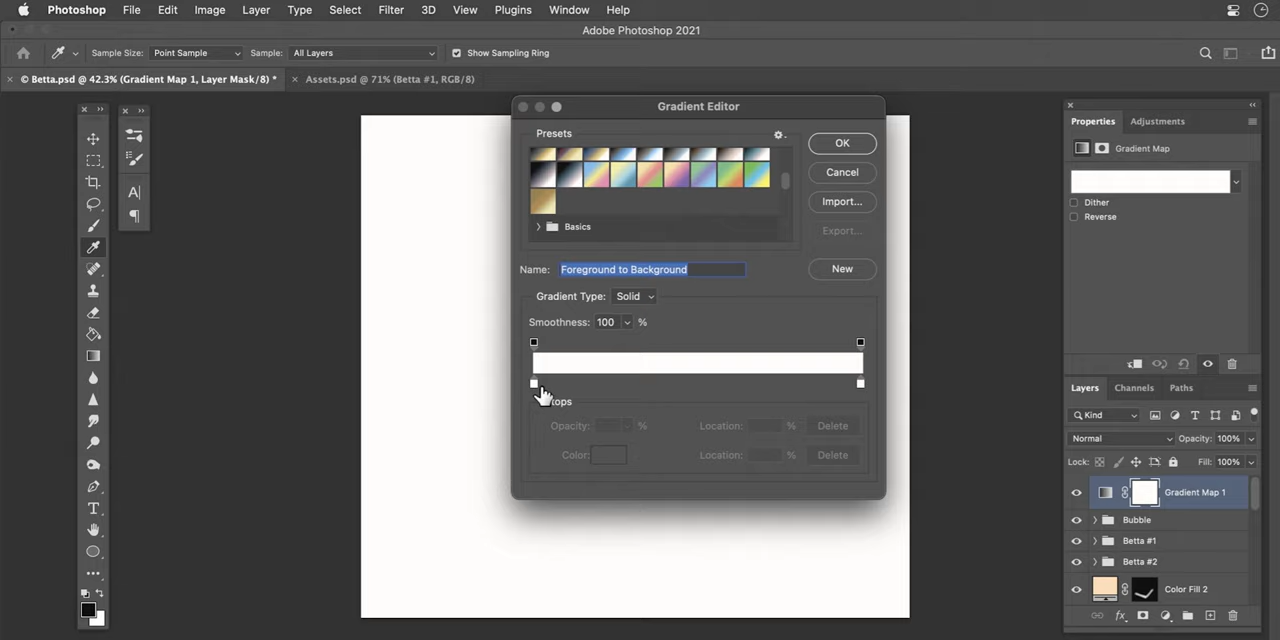 Photoshop File Edit Image Layer Type Select Filter 3D View Plugins Window Help
Adobe Photoshop 2021
Sample Size: Point Sample Sample: All Layers Show Sampling Ring
© Betta.psd @ 42.3% (Gradient Map 1, Layer Mask/8) * Assets.psd @ 71% (Betta #1, RGB/8)
Gradient Editor
Presets
OK
Cancel
Import...
Export...
Basics
Name: Foreground to Background
New
Gradient Type: Solid
Smoothness: 100 %
tops
Opacity: % Location: % Delete
Color: Location: % Delete
Properties Adjustments
Gradient Map
Dither
Reverse
Layers Channels Paths
Kind
Normal Opacity: 100%
Lock: Fill: 100%
Gradient Map 1
Bubble
Betta #1
Betta #2
Color Fill 2
fx